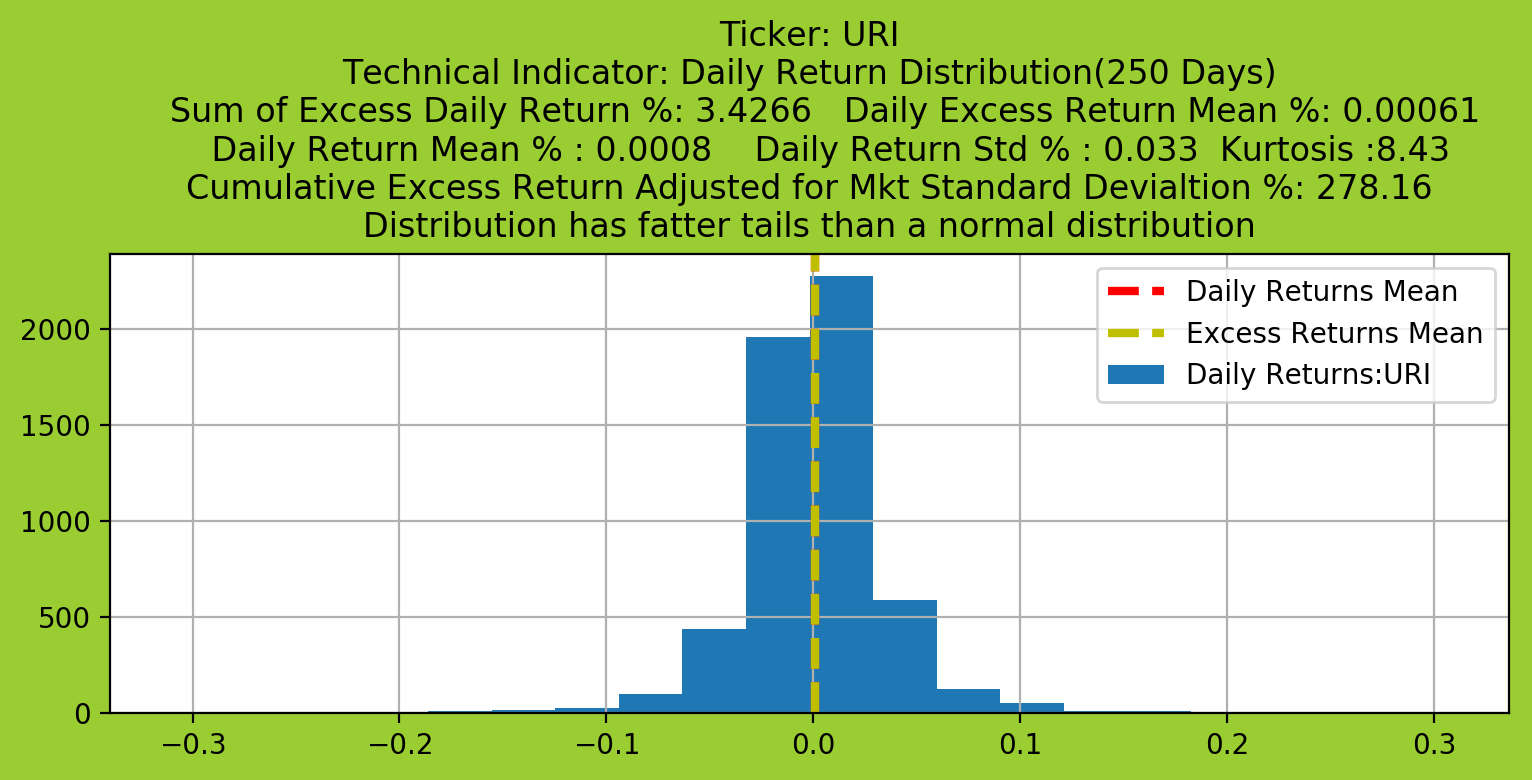 Ticker: URI
Technical Indicator: Daily Return Distribution(250 Days)
Sum of Excess Daily Return %: 3.4266   Daily Excess Return Mean %: 0.00061
Daily Return Mean % : 0.0008    Daily Return Std % : 0.033  Kurtosis :8.43
Cumulative Excess Return Adjusted for Mkt Standard Devialtion %: 278.16
Distribution has fatter tails than a normal distribution
Daily Returns Mean
Excess Returns Mean
Daily Returns:URI
2000
1500
1000
500
0
−0.3 −0.2 −0.1 0.0 0.1 0.2 0.3